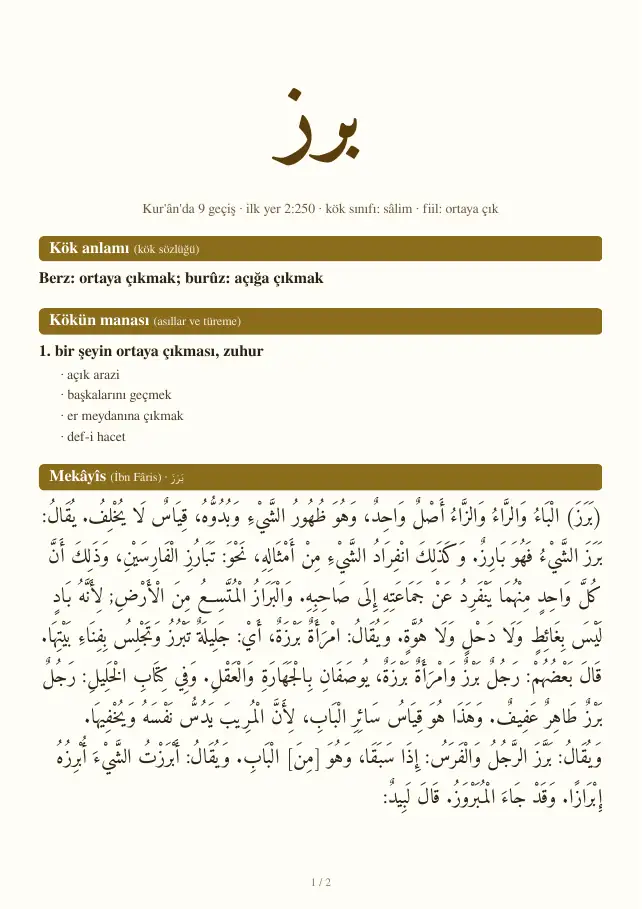 برز
Kur'ân'da 9 geçiş · ilk yer 2:250 · kök sınıfı: sâlim · fiil: ortaya çık
Kök anlamı (kök sözlüğü)
Berz: ortaya çıkmak; burûz: açığa çıkmak
Kökün manası (asıllar ve türeme)
1. bir şeyin ortaya çıkması, zuhur
· açık arazi
· başkalarını geçmek
· er meydanına çıkmak
· def-i hacet
Mekâyîs (İbn Fâris) · بَرَزَ
(بَرَزَ) الْبَاءُ وَالرَّاءُ وَالزَّاءُ أَصْلٌ وَاحِدٌ، وَهُوَ ظُهُورُ الشَّيْءِ وَبُدُوُّهُ، قِيَاسٌ لَا يُخْلِفُ. يُقَالُ:
بَرَزَ الشَّيْءُ فَهُوَ بَارِزٌ. وَكَذَلِكَ انْفِرَادُ الشَّيْءِ مِنْ أَمْثَالِهِ، نَحْوَ: تَبَارُزِ الْفَارِسَيْنِ، وَذَلِكَ أَنَّ
كُلَّ وَاحِدٍ مِنْهُمَا يَنْفَرِدُ عَنْ جَمَاعَتِهِ إِلَى صَاحِبِهِ. وَالْبَرَازُ الْمُتَّسِعُ مِنَ الْأَرْضِ; لِأَنَّهُ بَادٍ
لَيْسَ بِغَائِطٍ وَلَا دَحْلٍ وَلَا هُوَّةٍ. وَيُقَالُ: امْرَأَةٌ بَرْزَةٌ، أَيْ: جَلِيلَةٌ تَبْرُزُ وَتَجْلِسُ بِفِنَاءِ بَيْتِهَا.
قَالَ بَعْضُهُمْ: رَجُلٌ بَرْزٌ وَامْرَأَةٌ بَرْزَةٌ، يُوصَفَانِ بِالْجَهَارَةِ وَالْعَقْلِ. وَفِي كِتَابِ الْخَلِيلِ: رَجُلٌ
بَرْزٌ طَاهِرٌ عَفِيفٌ. وَهَذَا هُوَ قِيَاسُ سَائِرِ الْبَابِ، لِأَنَّ الْمُرِيبَ يَدُسُّ نَفْسَهُ وَيُخْفِيهَا.
وَيُقَالُ: بَرَّزَ الرَّجُلُ وَالْفَرَسُ: إِذَا سَبَقَا، وَهُوَ [مِنَ] الْبَابِ. وَيُقَالُ: أَبْرَزْتُ الشَّيْءَ أُبْرِزُهُ
إِبْرَازًا. وَقَدْ جَاءَ الْمَبْرُوزُ. قَالَ لَبِيدٌ:
1 / 2